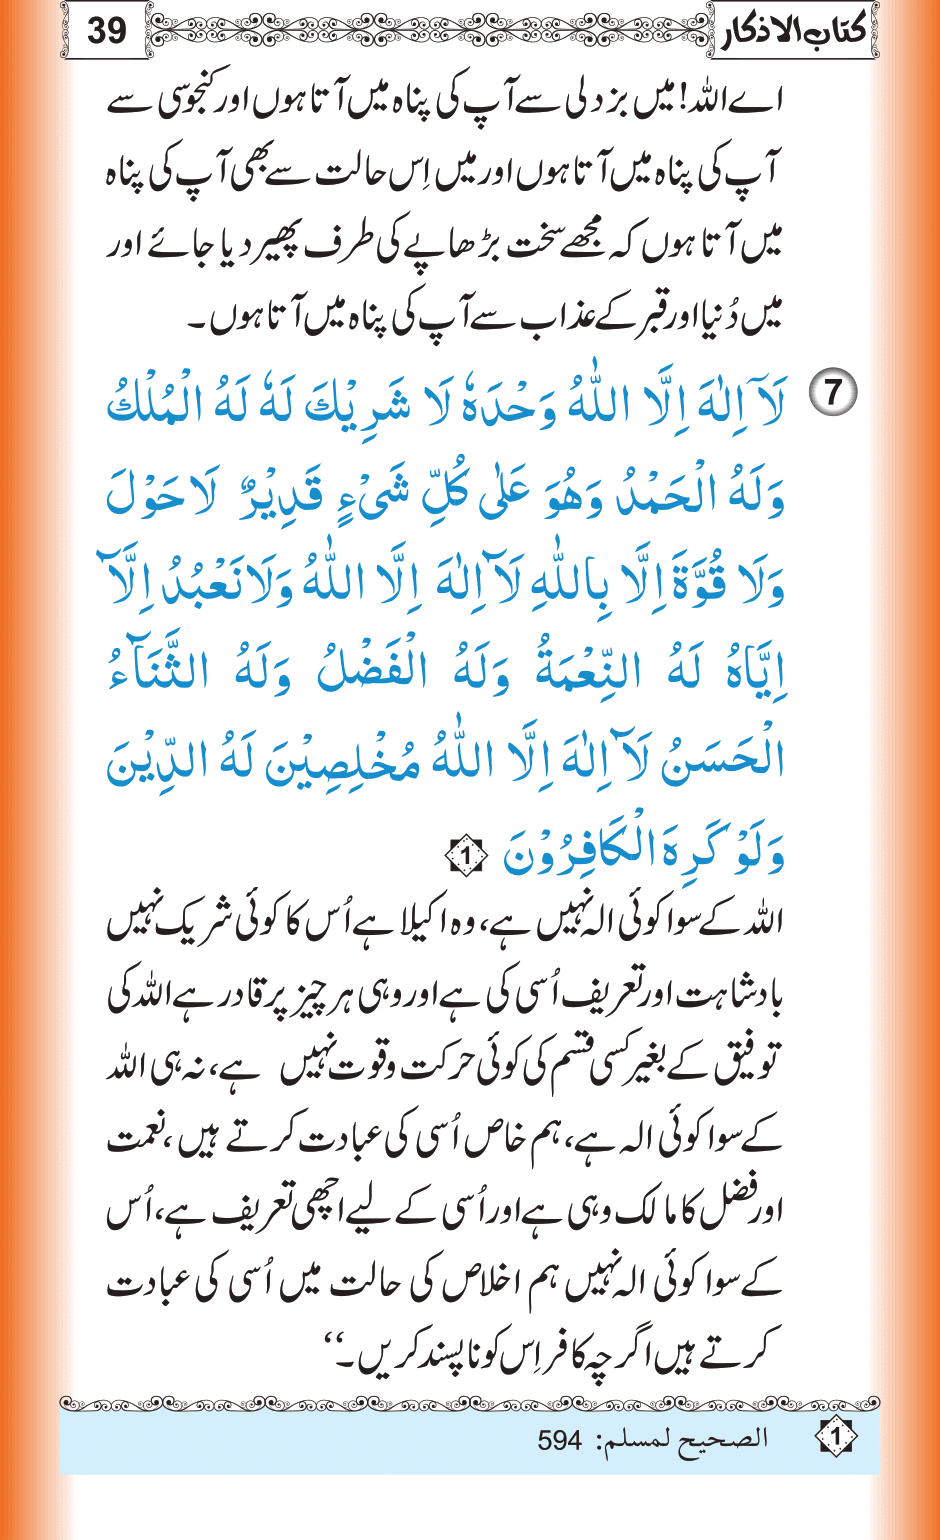 کتاب الاذکار
39
اے اللہ! میں بزدلی سے آپ کی پناہ میں آتا ہوں اور کنجوسی سے
آپ کی پناہ میں آتا ہوں اور میں اِس حالت سے بھی آپ کی پناہ
میں آتا ہوں کہ مجھے سخت بڑھاپے کی طرف پھیر دیا جائے اور
میں دُنیا اور قبر کے عذاب سے آپ کی پناہ میں آتا ہوں۔
7 لَآ اِلٰهَ اِلَّا اللّٰهُ وَحْدَهٗ لَا شَرِيْكَ لَهٗ لَهُ الْمُلْكُ
وَلَهُ الْحَمْدُ وَهُوَ عَلٰى كُلِّ شَىْءٍ قَدِيْرٌ لَا حَوْلَ
وَلَا قُوَّةَ اِلَّا بِاللّٰهِ لَآ اِلٰهَ اِلَّا اللّٰهُ وَلَا نَعْبُدُ اِلَّآ
اِيَّاهُ لَهُ النِّعْمَةُ وَلَهُ الْفَضْلُ وَلَهُ الثَّنَآءُ
الْحَسَنُ لَآ اِلٰهَ اِلَّا اللّٰهُ مُخْلِصِيْنَ لَهُ الدِّيْنَ
وَلَوْ كَرِهَ الْكَافِرُوْنَ 1
اللہ کے سوا کوئی الہ نہیں ہے، وہ اکیلا ہے اُس کا کوئی شریک نہیں
بادشاہت اور تعریف اُسی کی ہے اور وہی ہر چیز پر قادر ہے اللہ کی
توفیق کے بغیر کسی قسم کی کوئی حرکت و قوت نہیں ہے، نہ ہی اللہ
کے سوا کوئی الہ ہے، ہم خاص اُسی کی عبادت کرتے ہیں، نعمت
اور فضل کا مالک وہی ہے اور اُسی کے لیے اچھی تعریف ہے، اُس
کے سوا کوئی الہ نہیں ہم اخلاص کی حالت میں اُسی کی عبادت
کرتے ہیں اگرچہ کافر اِس کو ناپسند کریں۔‘‘
1 الصحیح لمسلم: 594